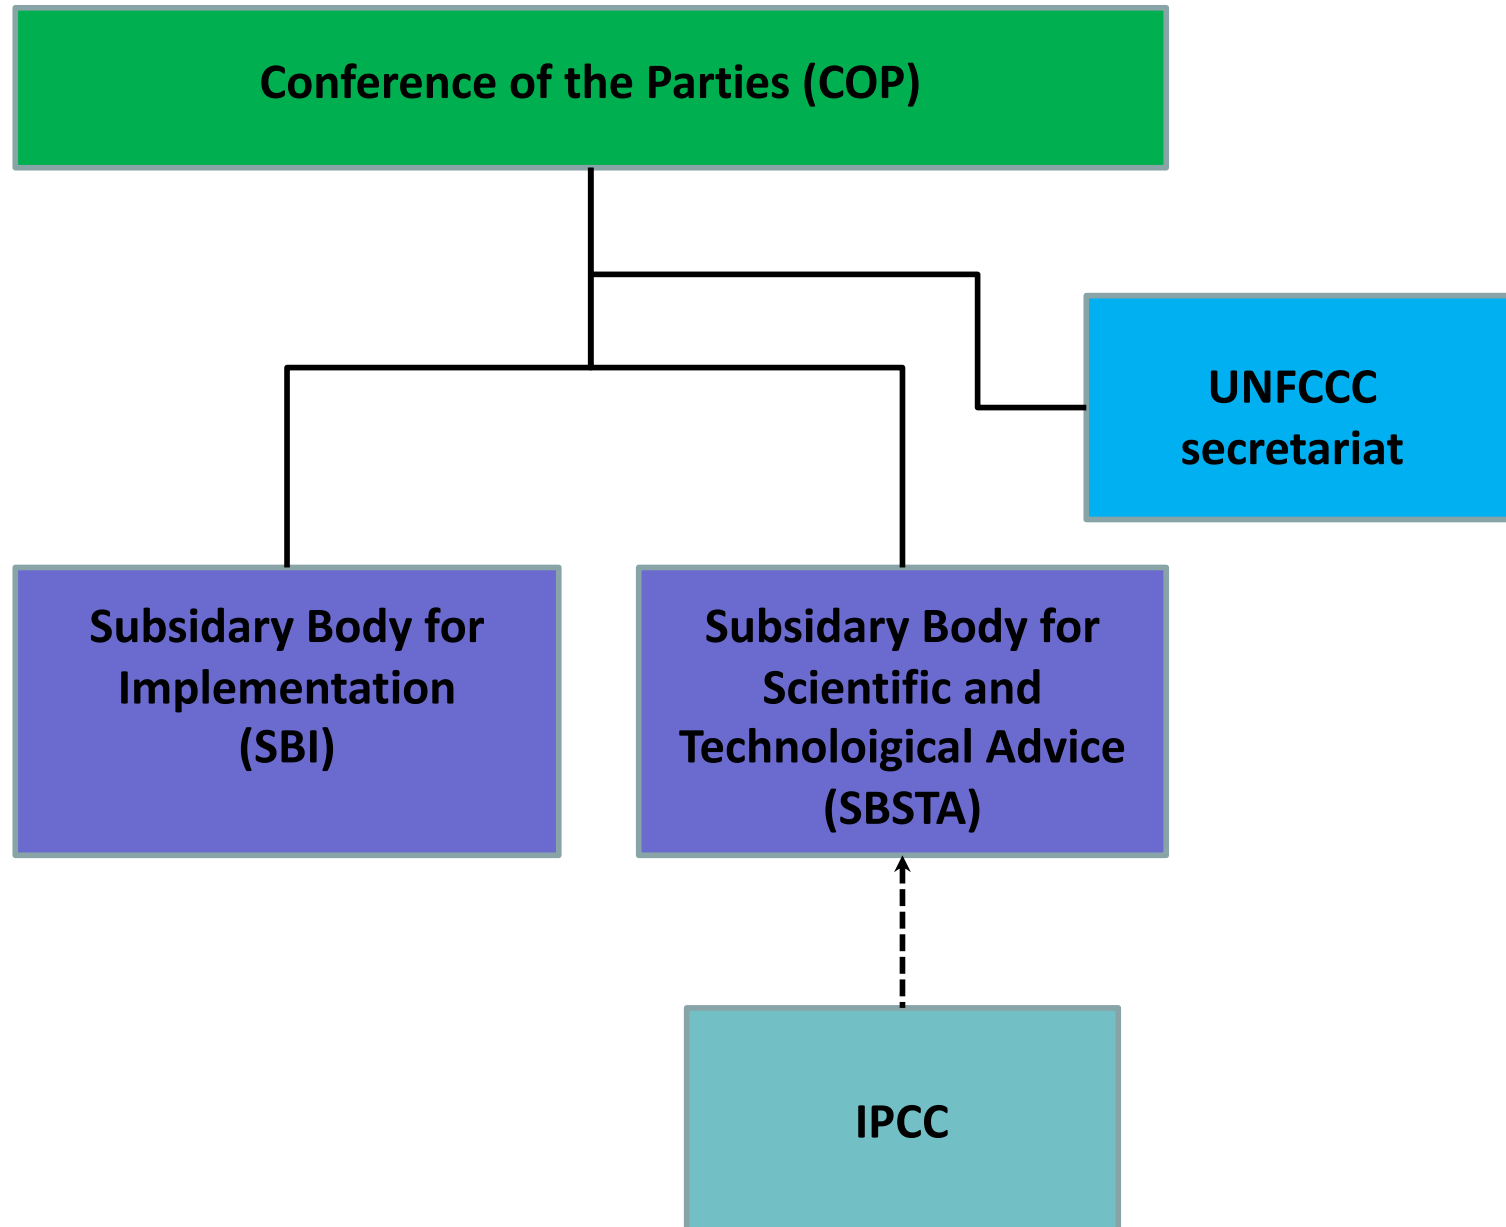 Conference of the Parties (COP)
UNFCCC
secretariat
Subsidary Body for
Implementation
(SBI)
Subsidary Body for
Scientific and
Technoloigical Advice
(SBSTA)
IPCC